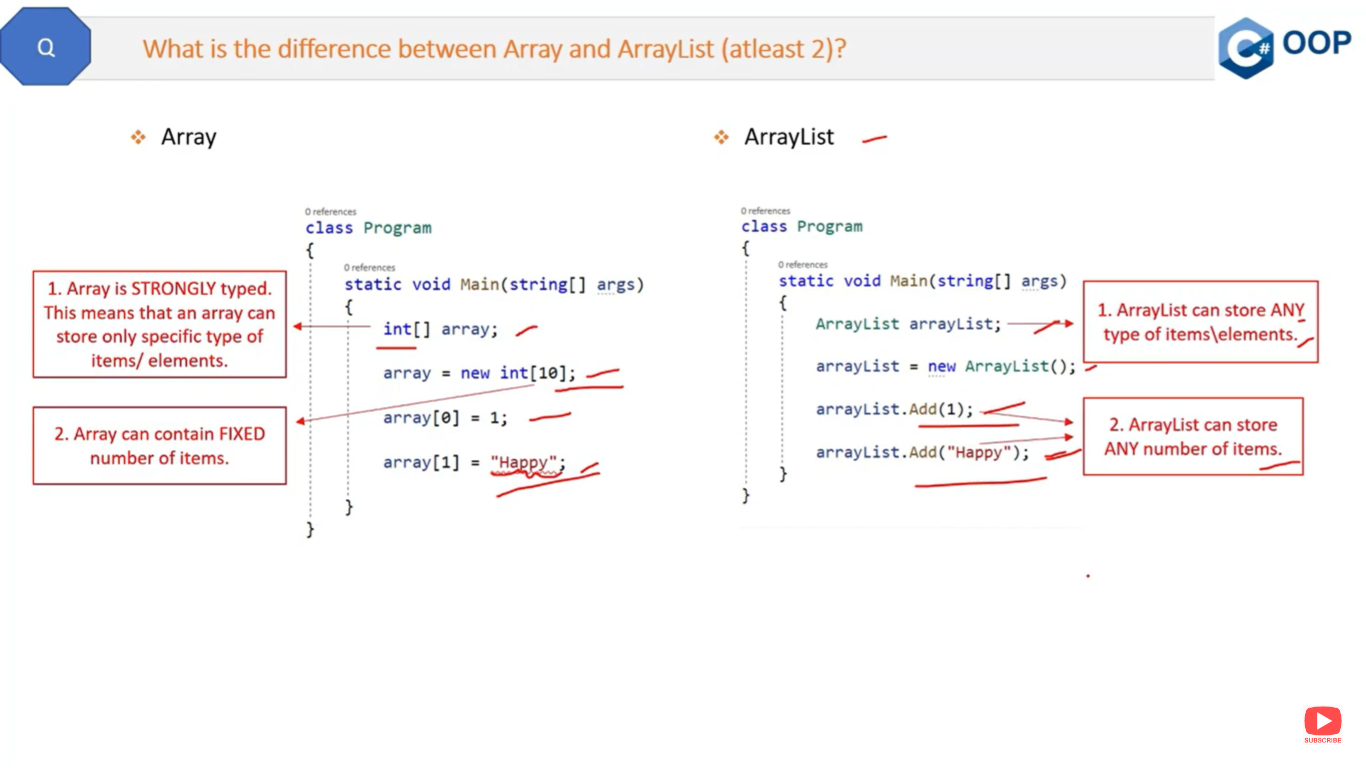 Q
What is the difference between Array and ArrayList (atleast 2)?
C# OOP
Array
0 references
class Program
{
0 references
static void Main(string[] args)
{
int[] array;
array = new int[10];
array[0] = 1;
array[1] = "Happy";
}
}
1. Array is STRONGLY typed.
This means that an array can
store only specific type of
items/ elements.
2. Array can contain FIXED
number of items.
ArrayList
0 references
class Program
{
0 references
static void Main(string[] args)
{
ArrayList arrayList;
arrayList = new ArrayList();
arrayList.Add(1);
arrayList.Add("Happy");
}
}
1. ArrayList can store ANY
type of items\elements.
2. ArrayList can store
ANY number of items.
SUBSCRIBE